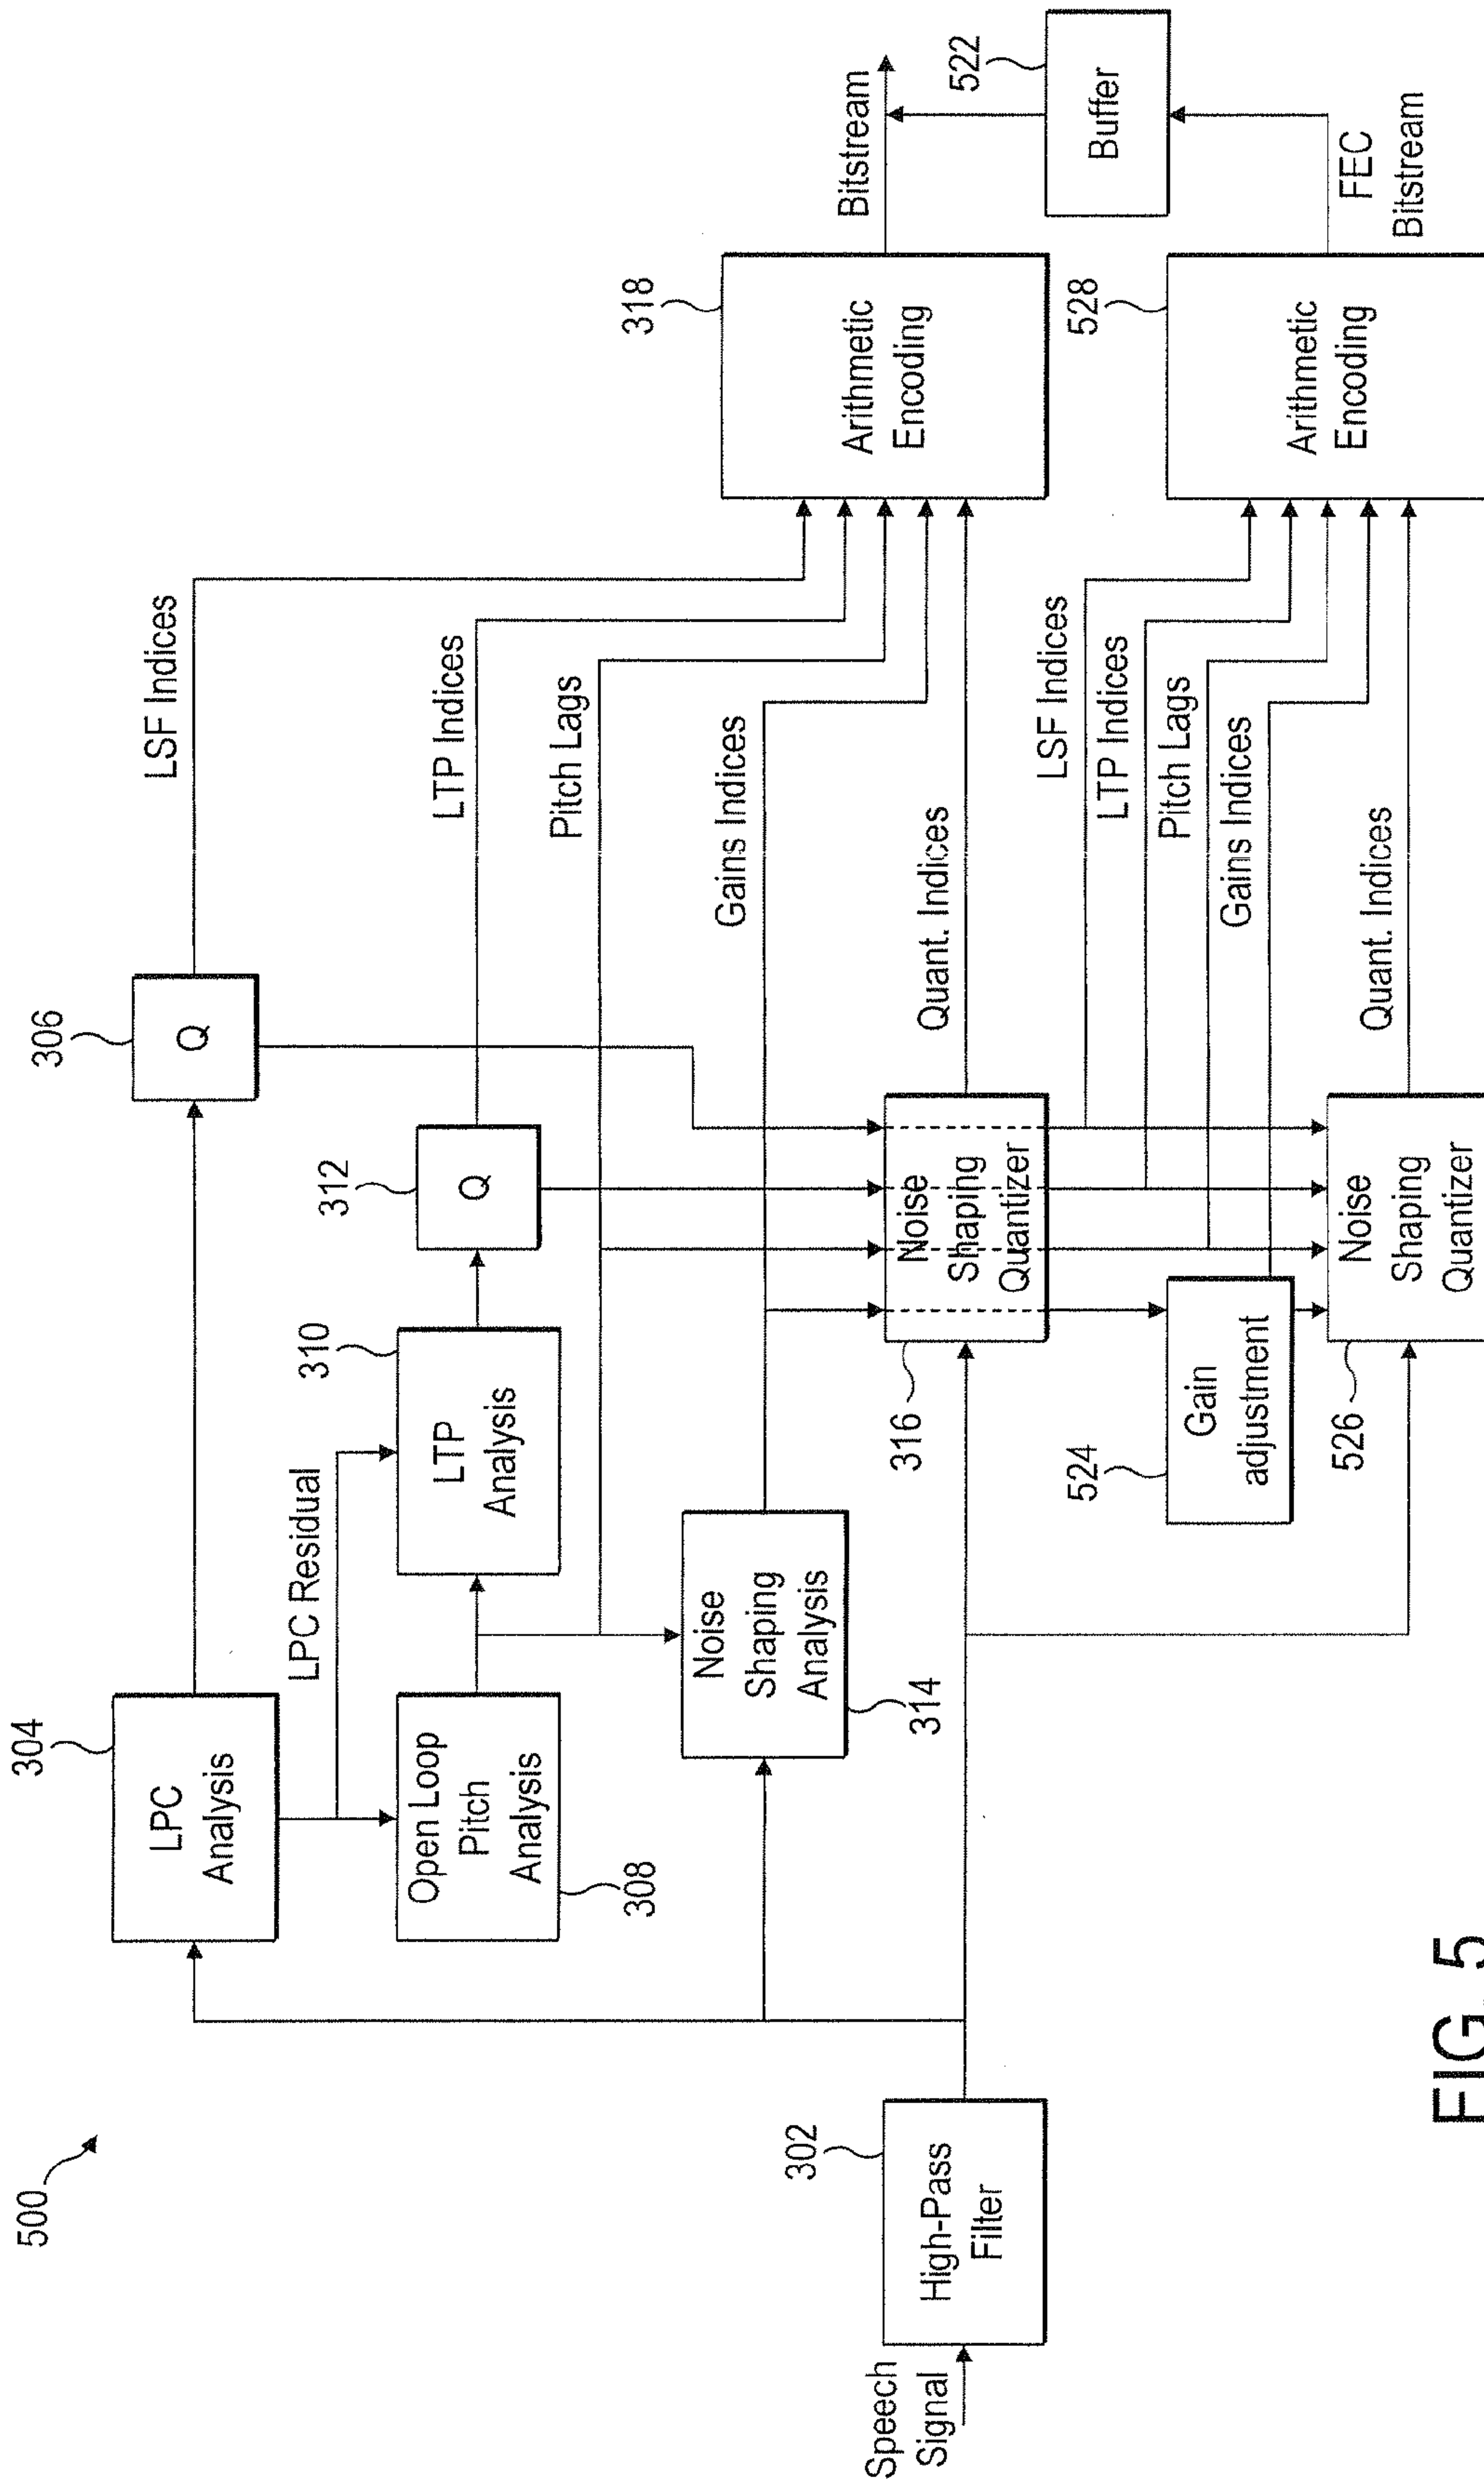 500
Speech
Signal
High-Pass
Filter
302
LPC
Analysis
304
Open Loop
Pitch
Analysis
308
LPC Residual
LTP
Analysis
310
Noise
Shaping
Analysis
314
Q
306
Q
312
Noise
Shaping
Quantizer
316
Gain
adjustment
524
Noise
Shaping
Quantizer
526
LSF Indices
LTP Indices
Pitch Lags
Gains Indices
Quant. Indices
LSF Indices
LTP Indices
Pitch Lags
Gains Indices
Quant. Indices
Arithmetic
Encoding
318
Arithmetic
Encoding
528
Bitstream
Buffer
522
FEC
Bitstream
FIG. 5